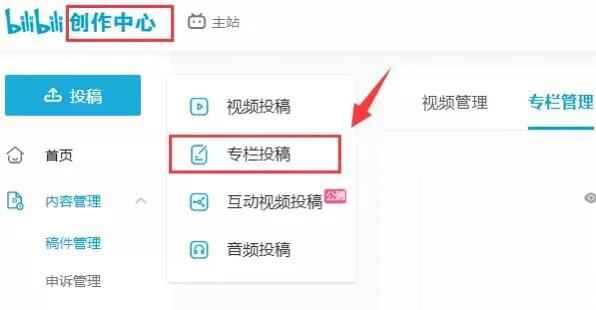 bilibili 创作中心 主站
投稿
首页
内容管理
稿件管理
申诉管理
视频投稿
专栏投稿
互动视频投稿 公测
音频投稿
视频管理 专栏管理